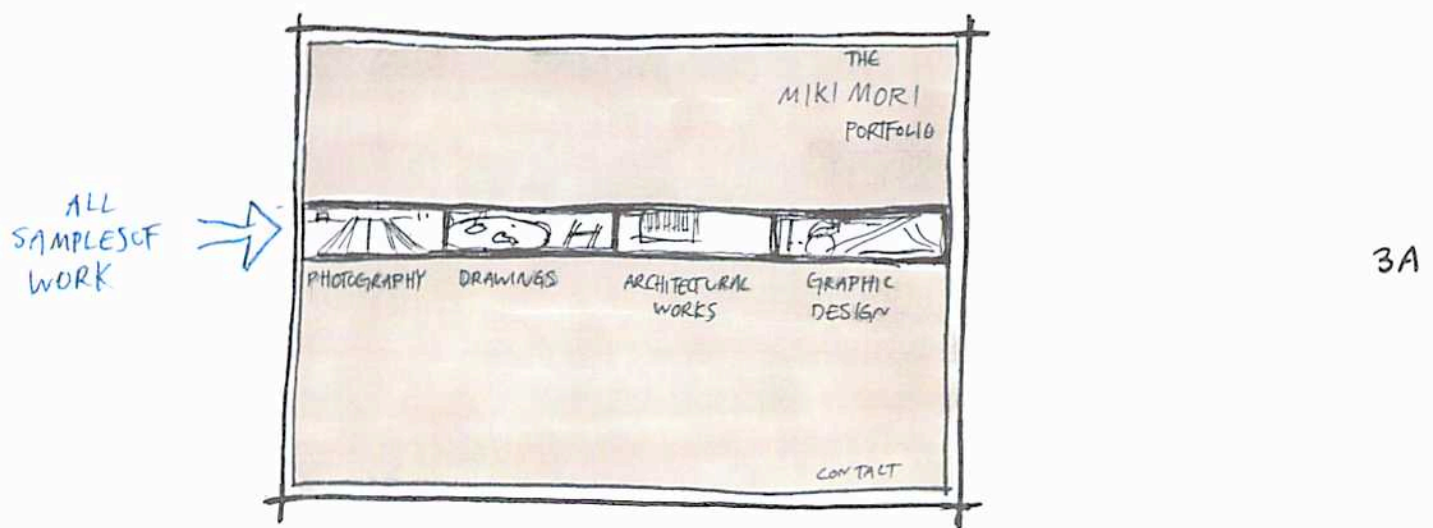 THE
MIKI MORI
PORTFOLIO
ALL
SAMPLES OF
WORK
PHOTOGRAPHY DRAWINGS ARCHITECTURAL GRAPHIC
WORKS DESIGN
3A
CONTACT